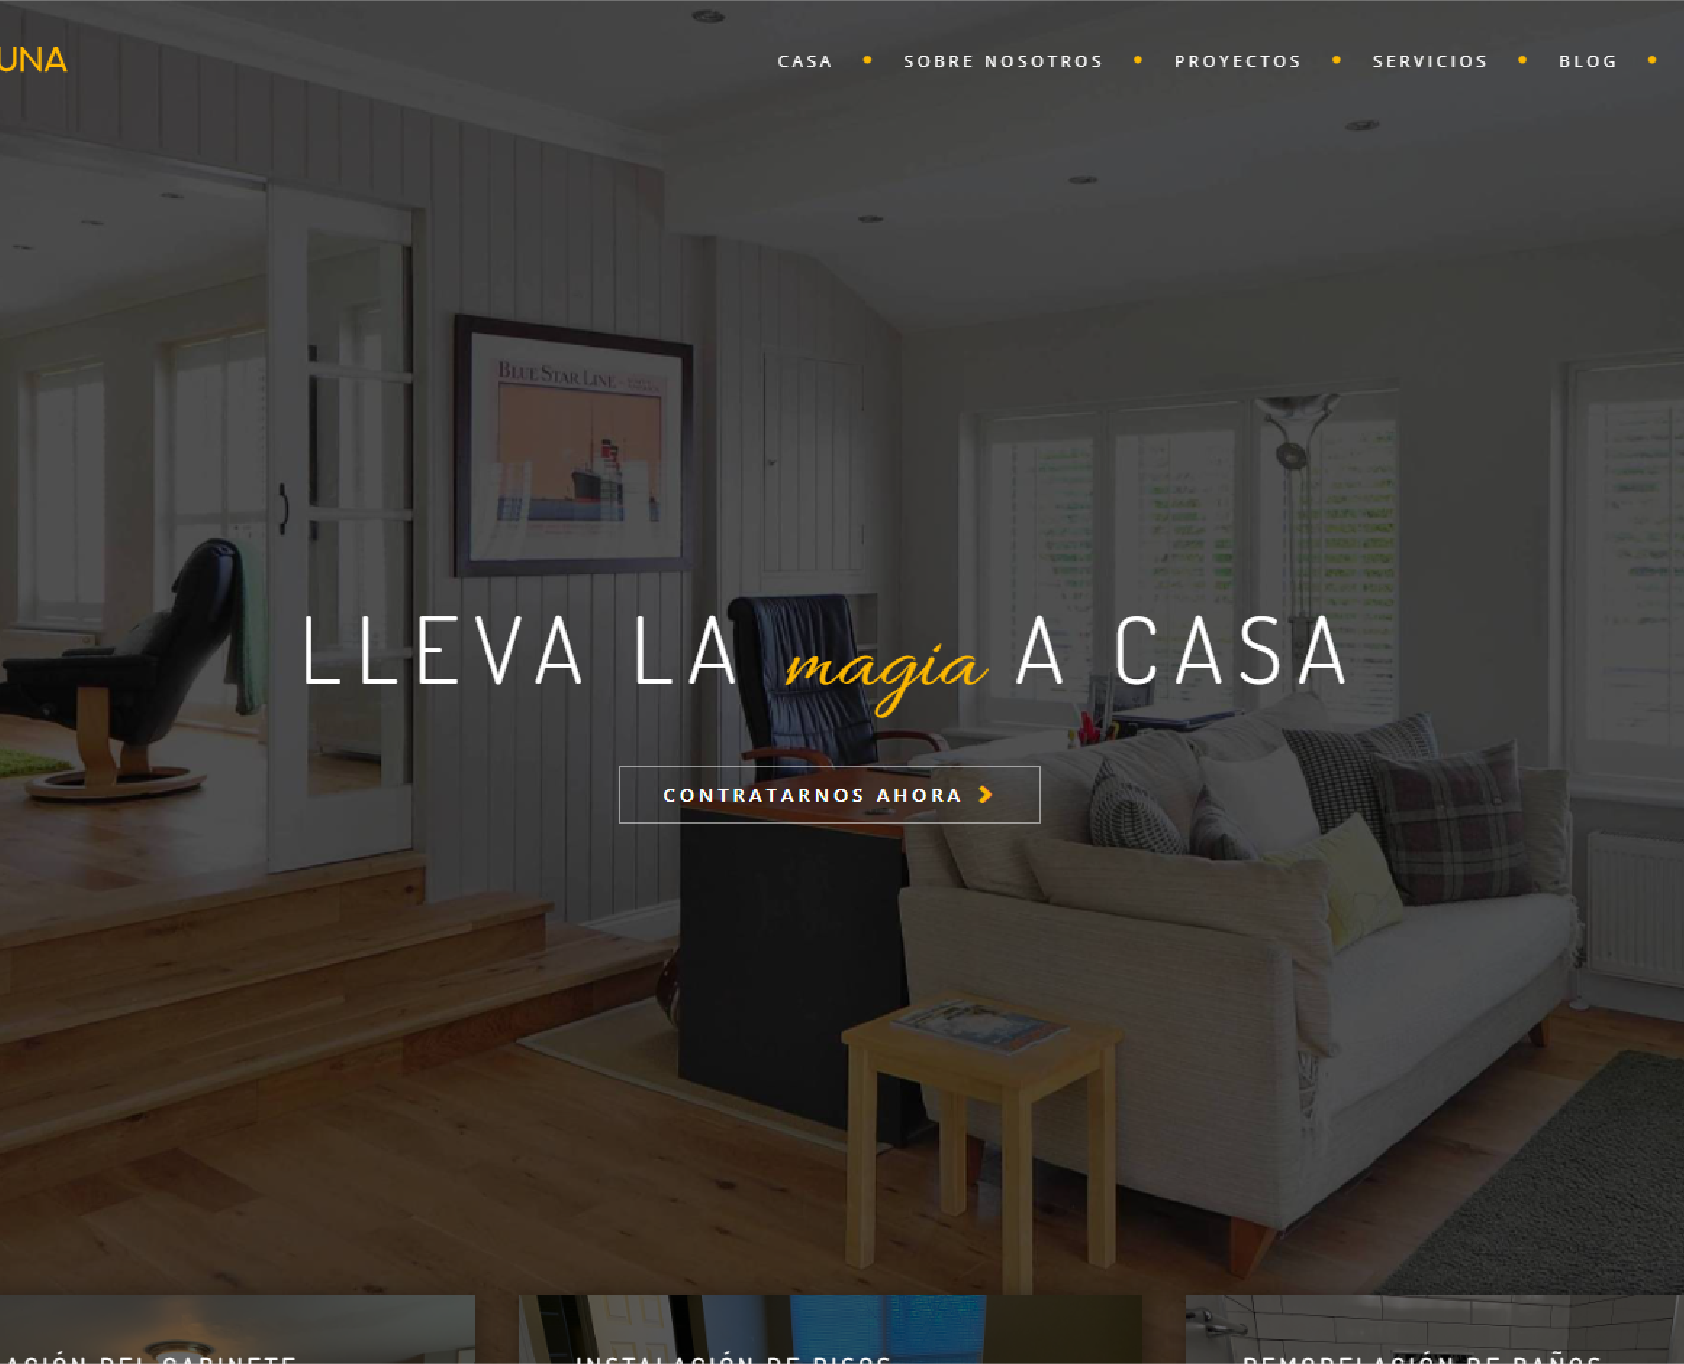 UNA
CASA • SOBRE NOSOTROS • PROYECTOS • SERVICIOS • BLOG •
BLUE STAR LINE
LLEVA LA magia A CASA
CONTRATARNOS AHORA
ACIÓN DEL GABINETE
INSTALACIÓN DE PISOS
REMODELACIÓN DE BAÑOS